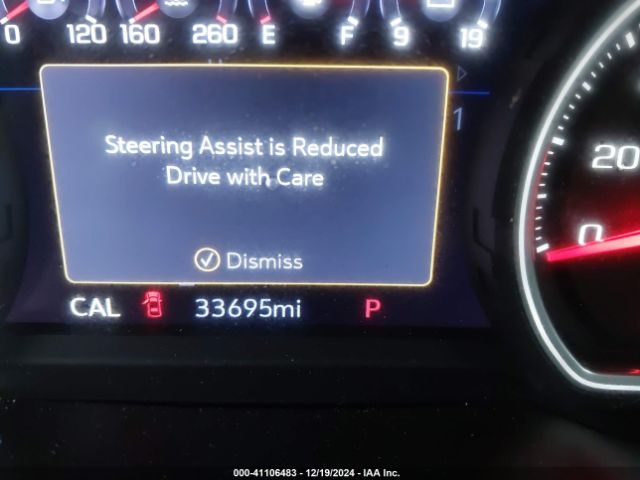 0 120 160 260 E F 9 19
1
Steering Assist is Reduced
Drive with Care
Dismiss
CAL 33695mi P
20
0
000-41106483 - 12/19/2024 - IAA Inc.